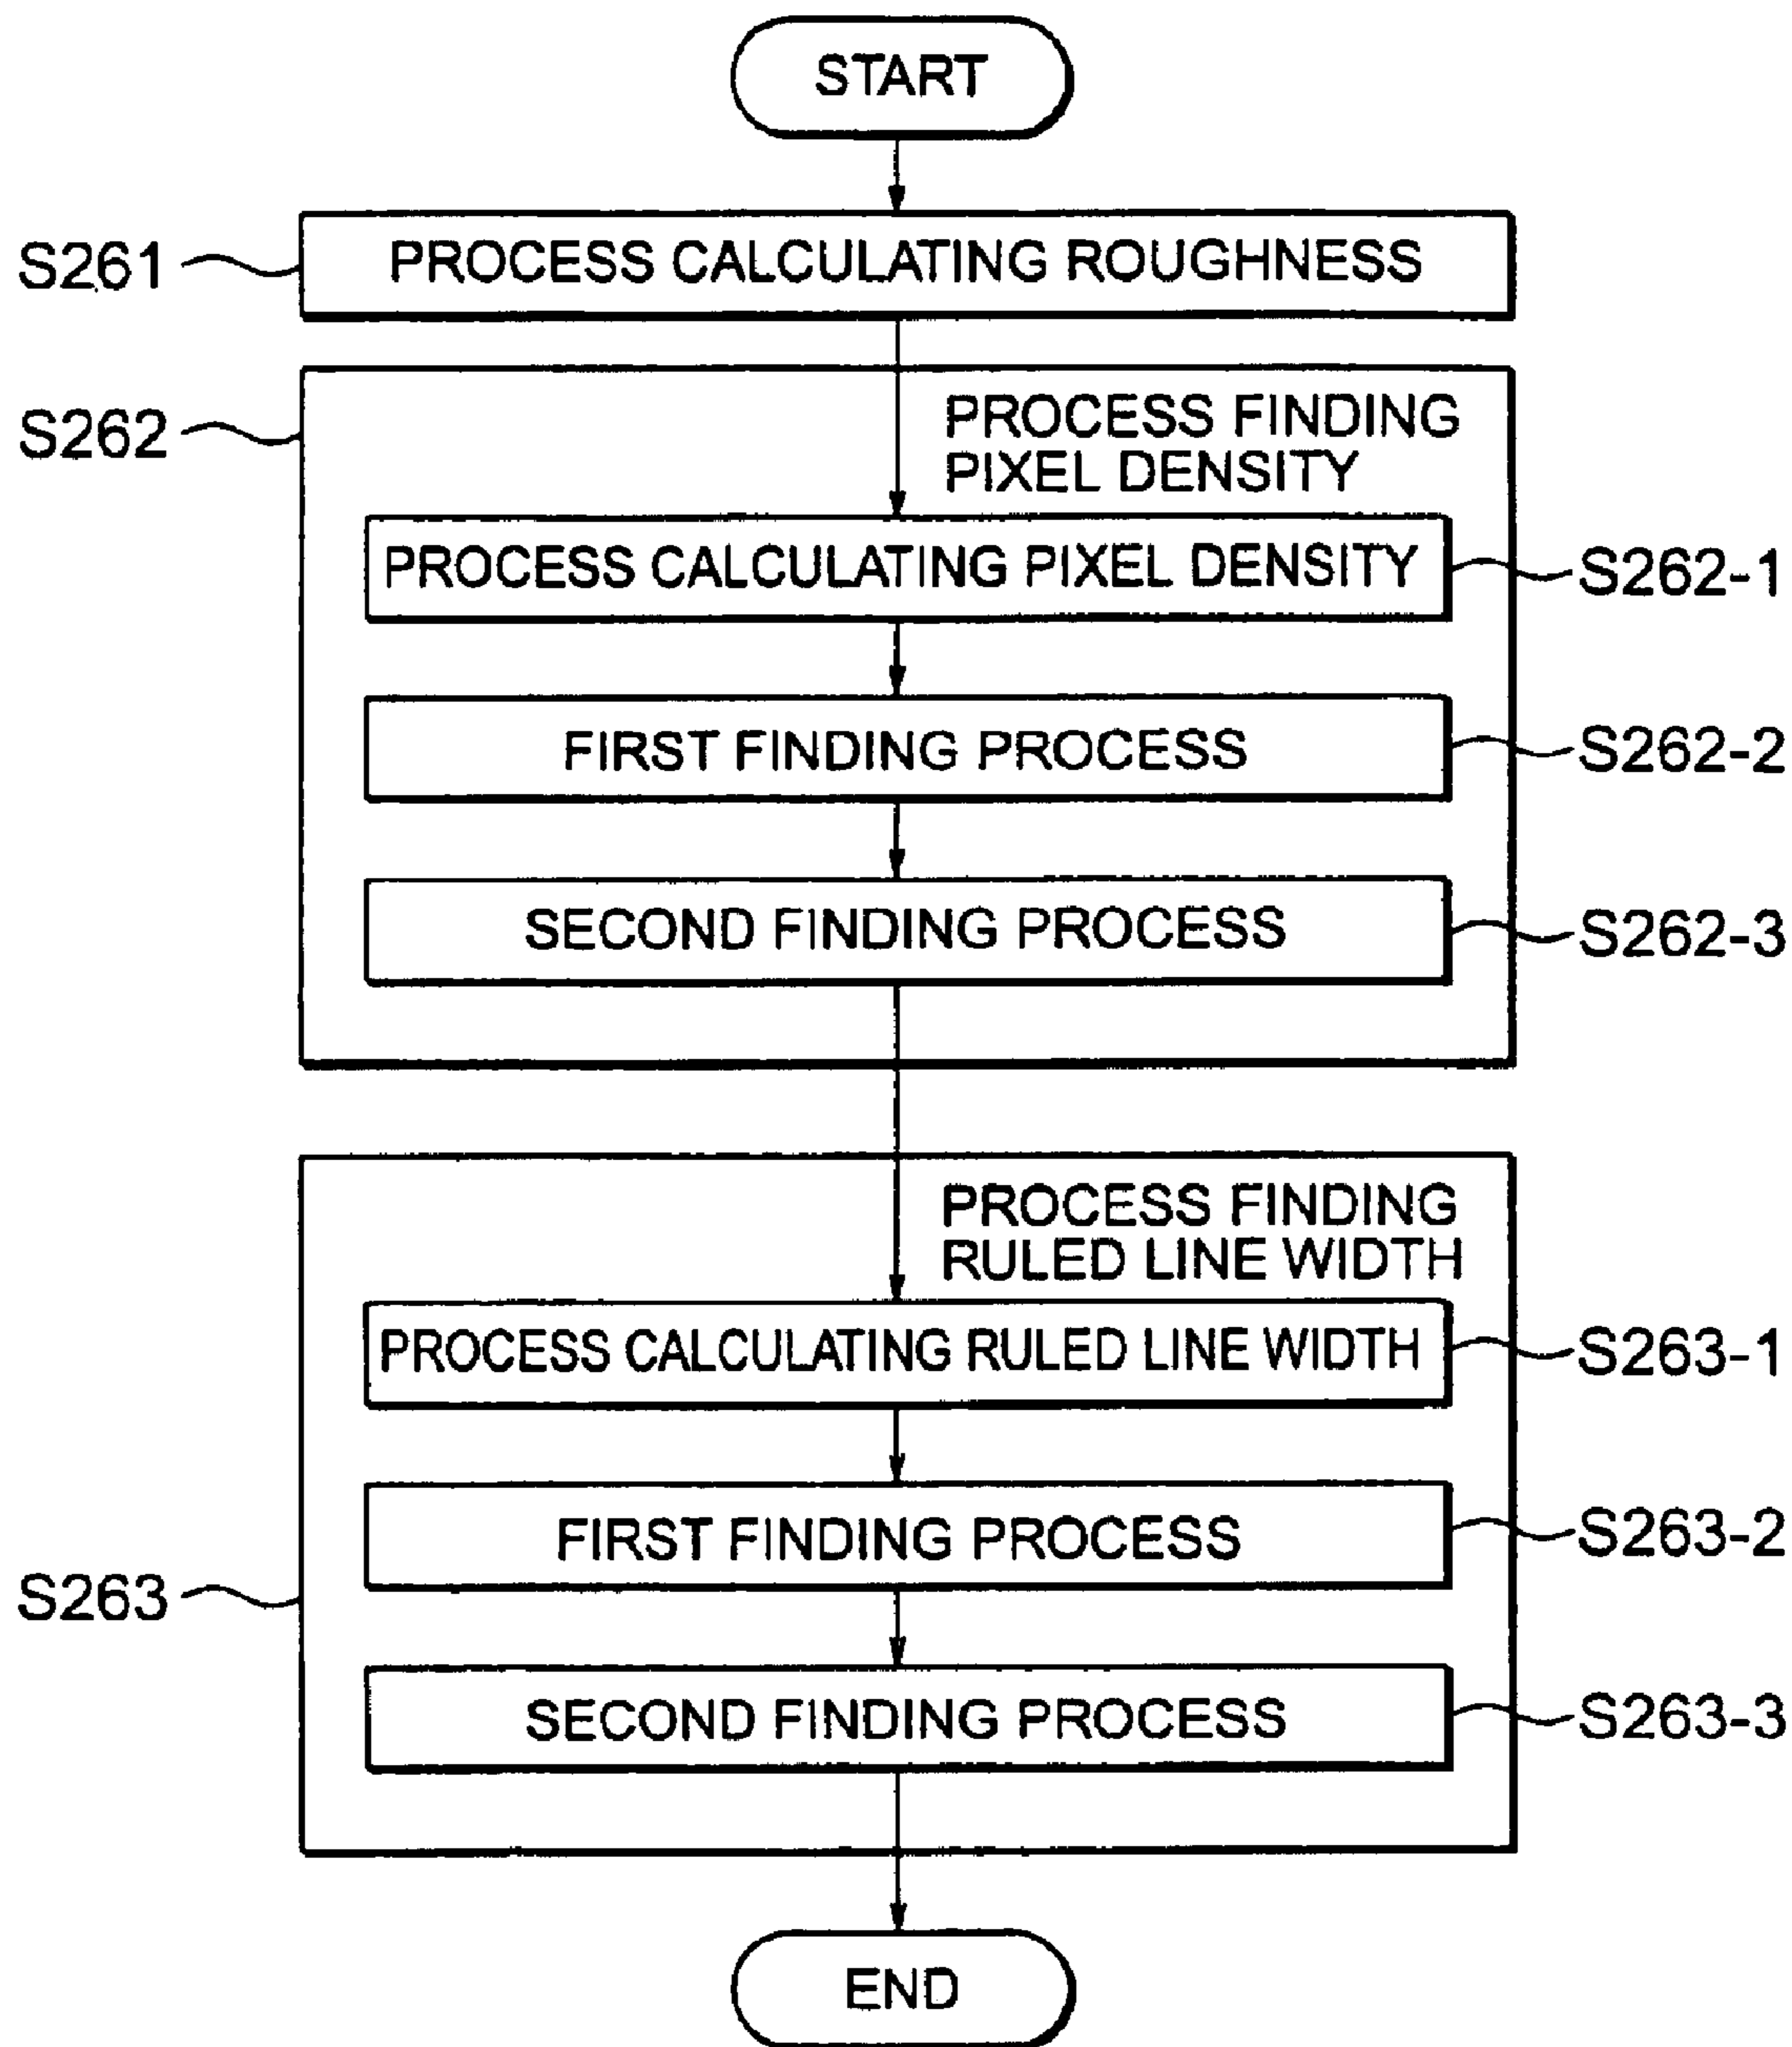 START
S261
PROCESS CALCULATING ROUGHNESS
S262
PROCESS FINDING
PIXEL DENSITY
PROCESS CALCULATING PIXEL DENSITY
S262-1
FIRST FINDING PROCESS
S262-2
SECOND FINDING PROCESS
S262-3
PROCESS FINDING
RULED LINE WIDTH
PROCESS CALCULATING RULED LINE WIDTH
S263-1
FIRST FINDING PROCESS
S263-2
S263
SECOND FINDING PROCESS
S263-3
END